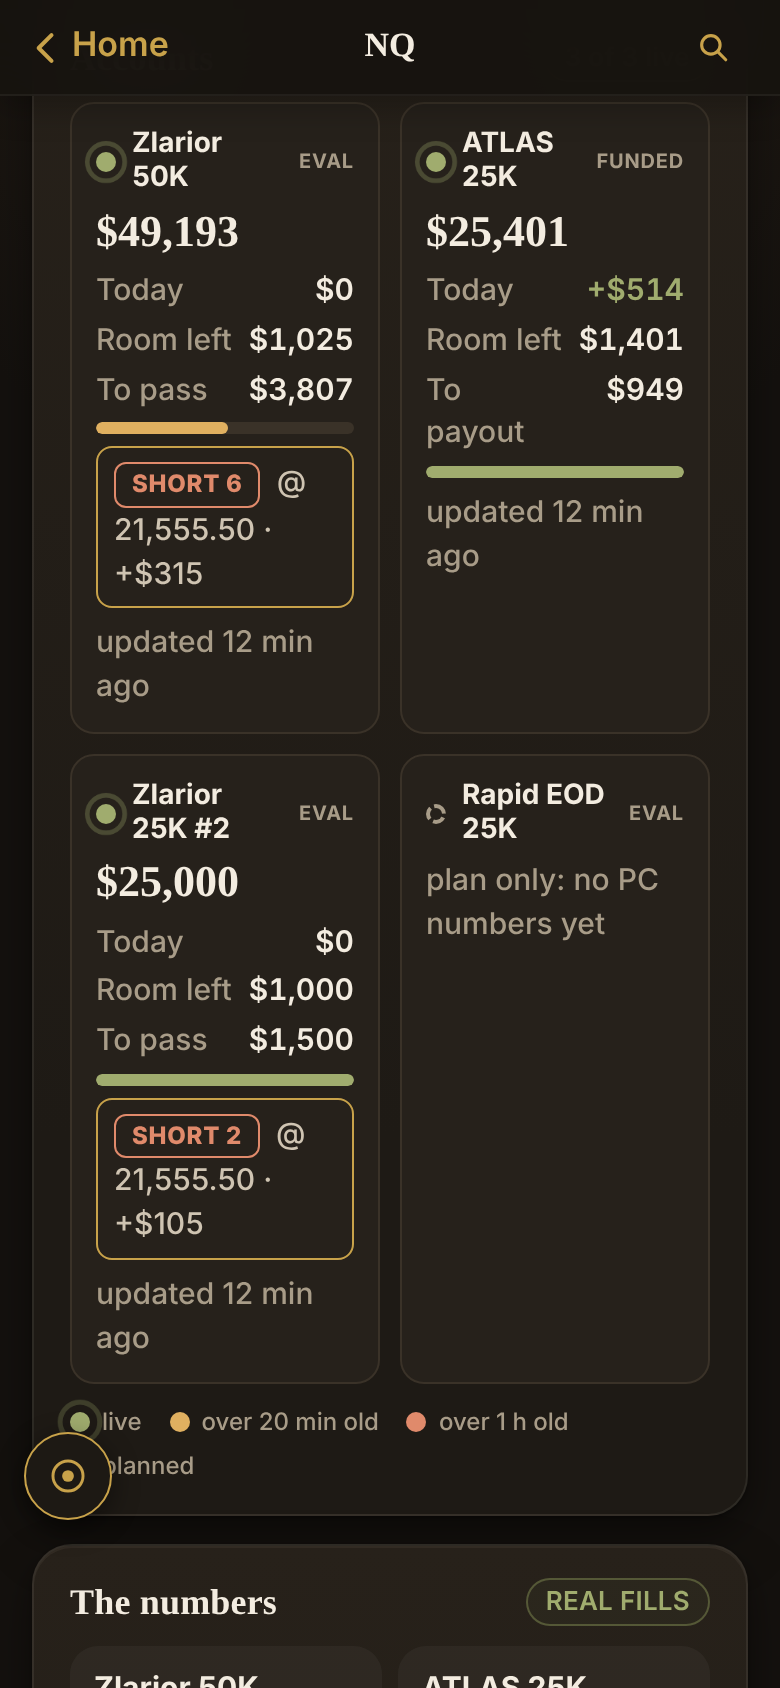 Home
NQ
Zlarior
50K
EVAL
$49,193
Today $0
Room left $1,025
To pass $3,807
SHORT 6 @
21,555.50 ·
+$315
updated 12 min
ago
ATLAS
25K
FUNDED
$25,401
Today +$514
Room left $1,401
To $949
payout
updated 12 min
ago
Zlarior
25K #2
EVAL
$25,000
Today $0
Room left $1,000
To pass $1,500
SHORT 2 @
21,555.50 ·
+$105
updated 12 min
ago
Rapid EOD
25K
EVAL
plan only: no PC
numbers yet
live over 20 min old over 1 h old
planned
The numbers
REAL FILLS
Zlarior 50K
ATLAS 25K